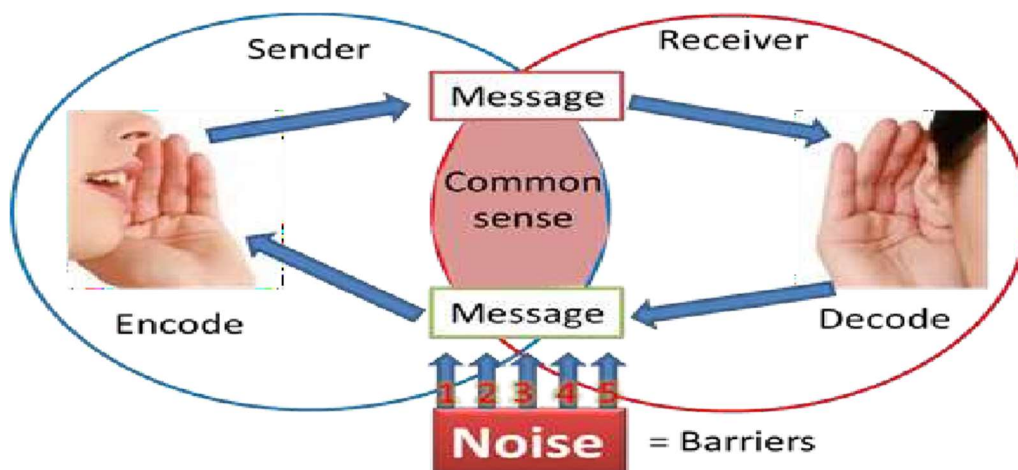 Sender
Receiver
Message
Common
sense
Message
Encode
Decode
1 2 3 4 5
Noise = Barriers